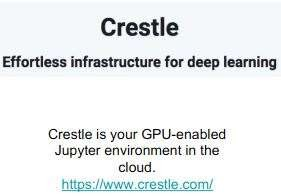 Crestle
Effortless infrastructure for deep learning
Crestle is your GPU-enabled
Jupyter environment in the
cloud.
https://www.crestle.com/